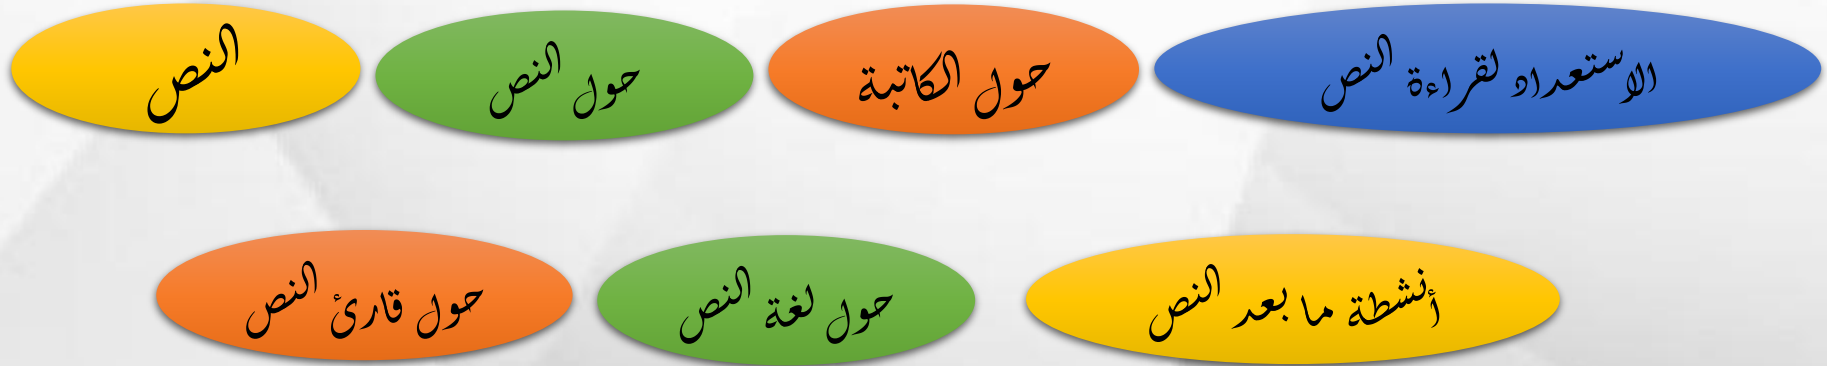 الاستعداد لقراءة النص
حول الكاتبة
حول النص
النص
أنشطة ما بعد النص
حول لغة النص
حول قارئ النص